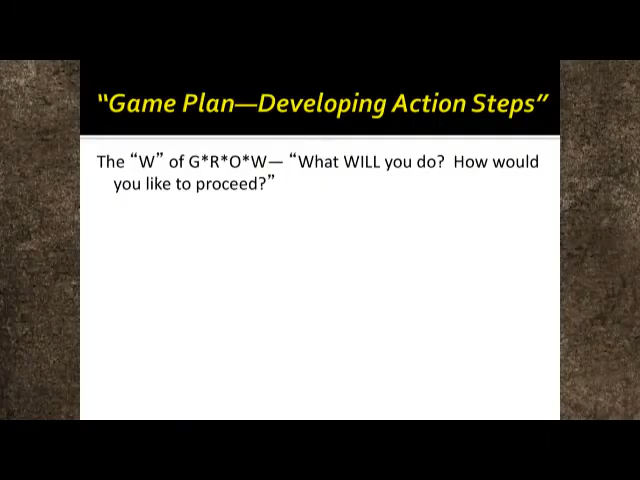 “Game Plan—Developing Action Steps”
The “W” of G*R*O*W— “What WILL you do?  How would
you like to proceed?”